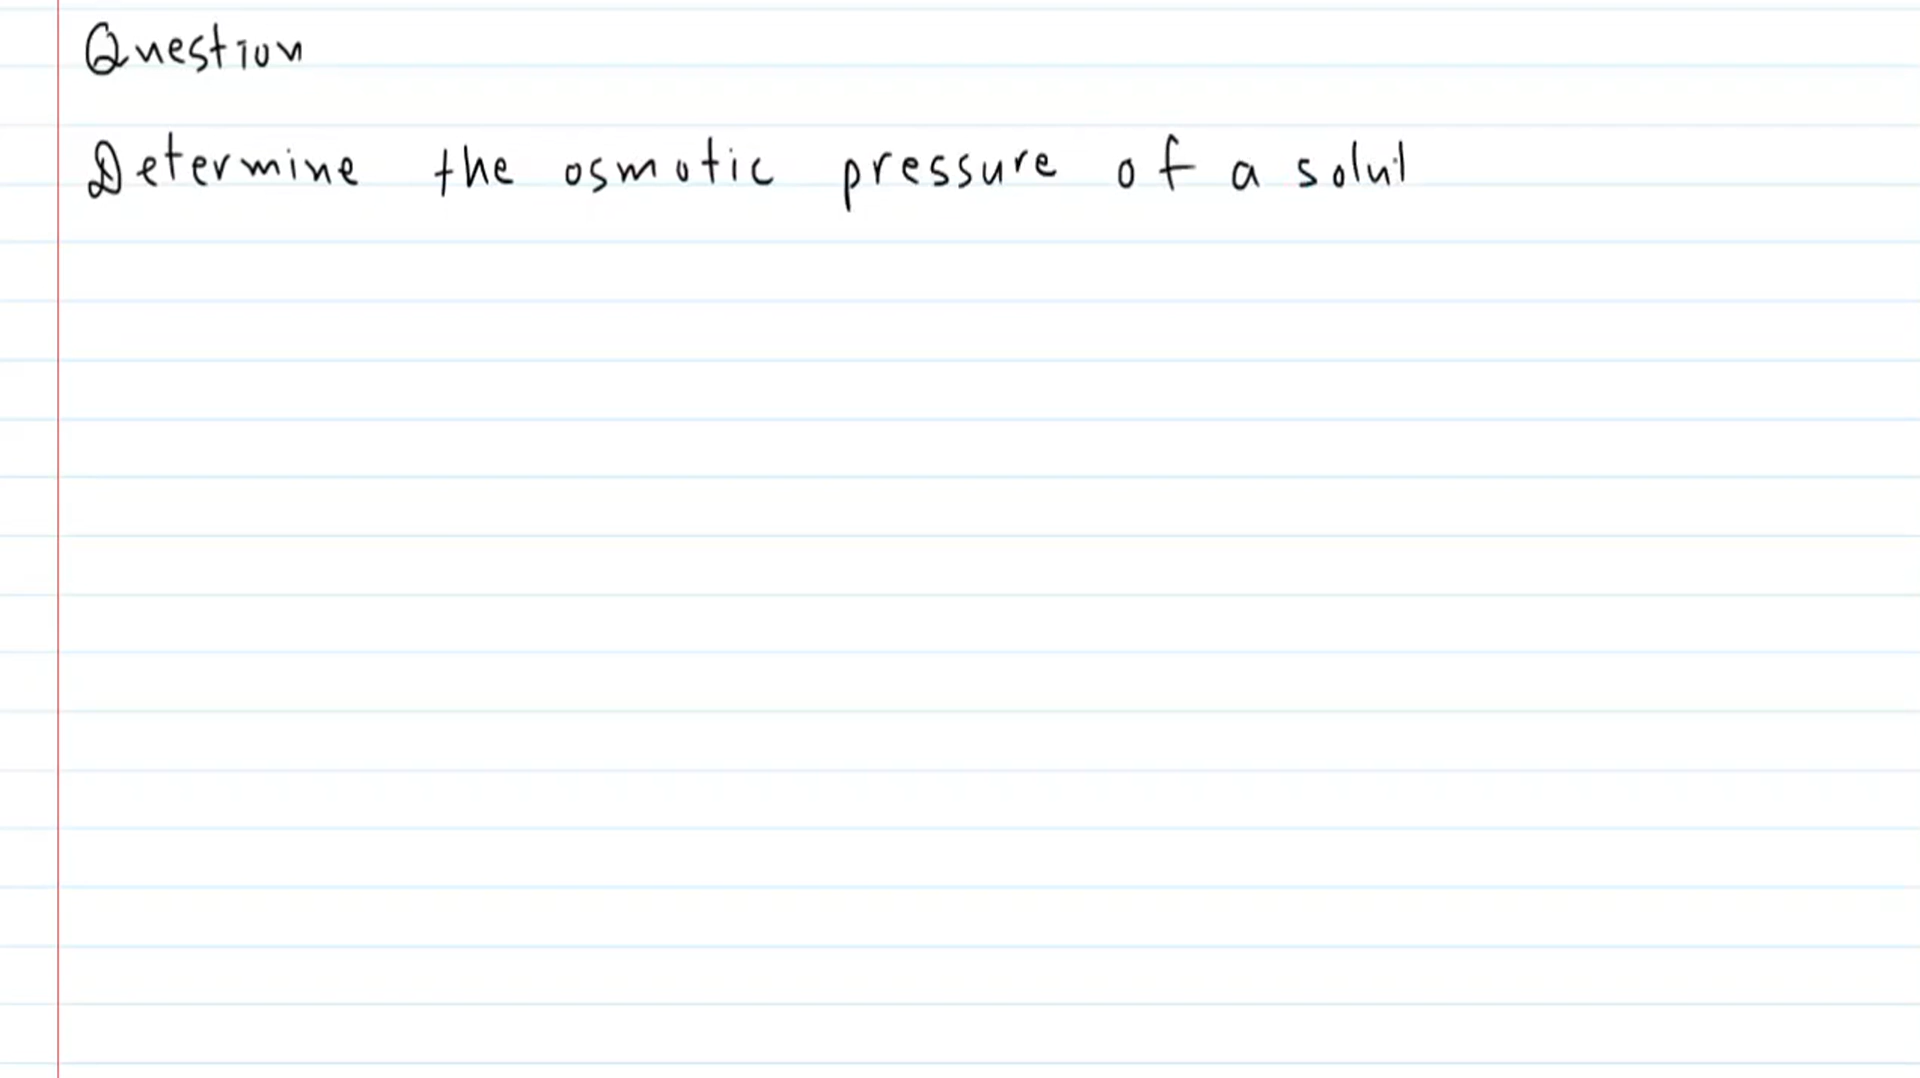 Question
Determine the osmotic pressure of a solut